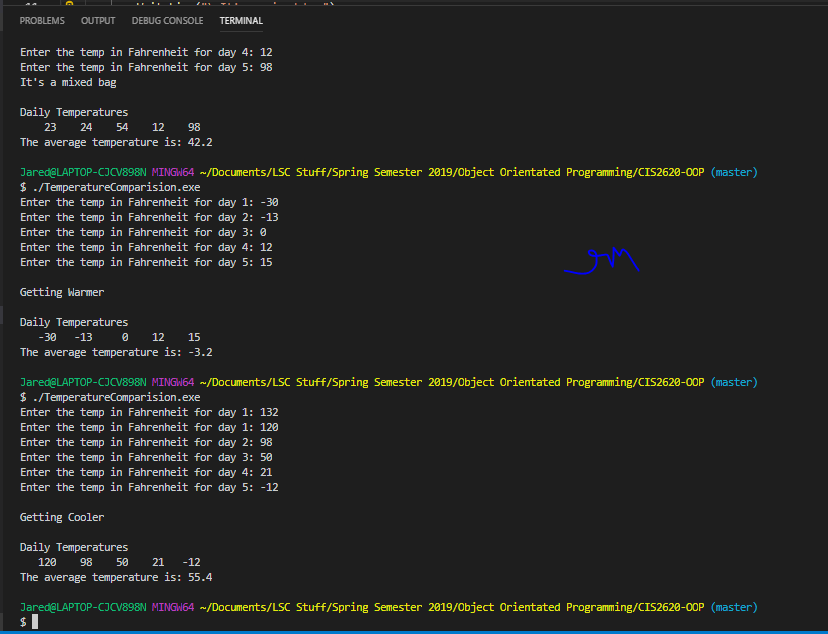 PROBLEMS OUTPUT DEBUG CONSOLE TERMINAL
Enter the temp in Fahrenheit for day 4: 12
Enter the temp in Fahrenheit for day 5: 98
It's a mixed bag
Daily Temperatures
23 24 54 12 98
The average temperature is: 42.2
Jared@LAPTOP-CJCV898N MINGW64 ~/Documents/LSC Stuff/Spring Semester 2019/Object Orientated Programming/CIS2620-OOP (master)
$ ./TemperatureComparision.exe
Enter the temp in Fahrenheit for day 1: -30
Enter the temp in Fahrenheit for day 2: -13
Enter the temp in Fahrenheit for day 3: 0
Enter the temp in Fahrenheit for day 4: 12
Enter the temp in Fahrenheit for day 5: 15
Getting Warmer
Daily Temperatures
-30 -13 0 12 15
The average temperature is: -3.2
Jared@LAPTOP-CJCV898N MINGW64 ~/Documents/LSC Stuff/Spring Semester 2019/Object Orientated Programming/CIS2620-OOP (master)
$ ./TemperatureComparision.exe
Enter the temp in Fahrenheit for day 1: 132
Enter the temp in Fahrenheit for day 1: 120
Enter the temp in Fahrenheit for day 2: 98
Enter the temp in Fahrenheit for day 3: 50
Enter the temp in Fahrenheit for day 4: 21
Enter the temp in Fahrenheit for day 5: -12
Getting Cooler
Daily Temperatures
120 98 50 21 -12
The average temperature is: 55.4
Jared@LAPTOP-CJCV898N MINGW64 ~/Documents/LSC Stuff/Spring Semester 2019/Object Orientated Programming/CIS2620-OOP (master)
$